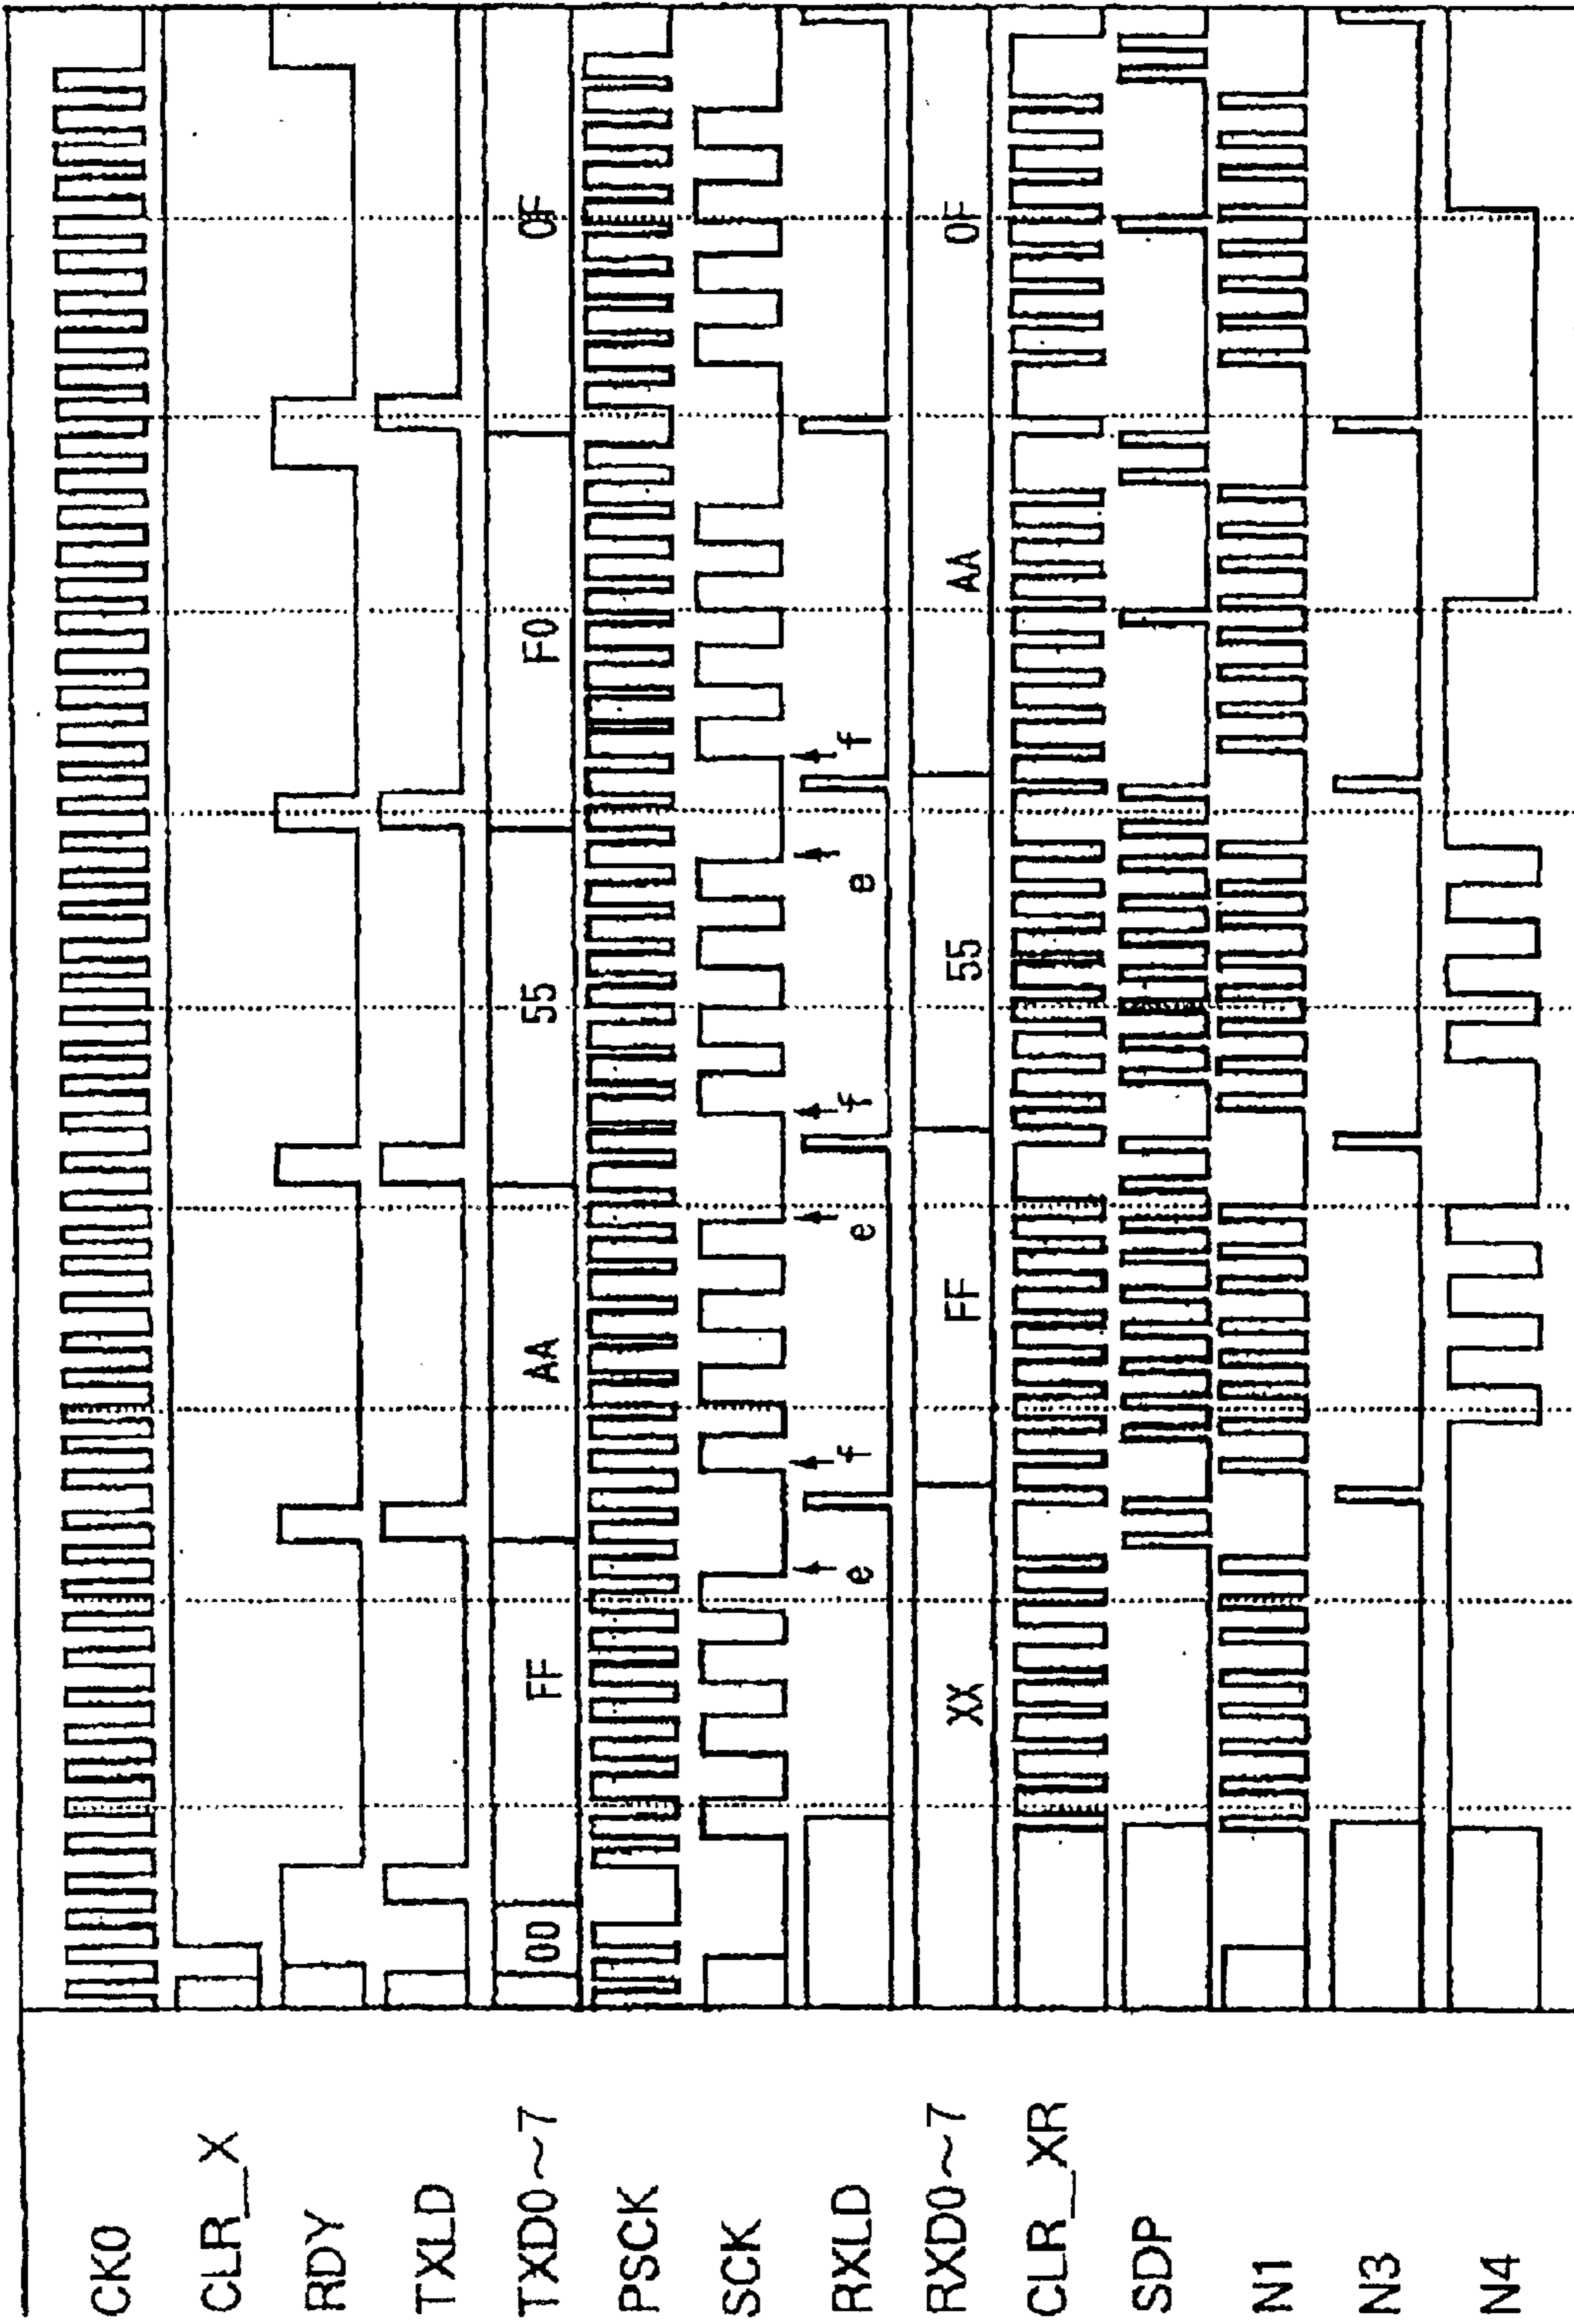 CK0
CLR_X
RDY
TXLD
TXD0~7 00 FF AA 55 F0 0F
PSCK
SCK
e f e f e f
RXLD
RXD0~7 XX FF 55 AA 0F
CLR_XR
SDP
N1
N3
N4